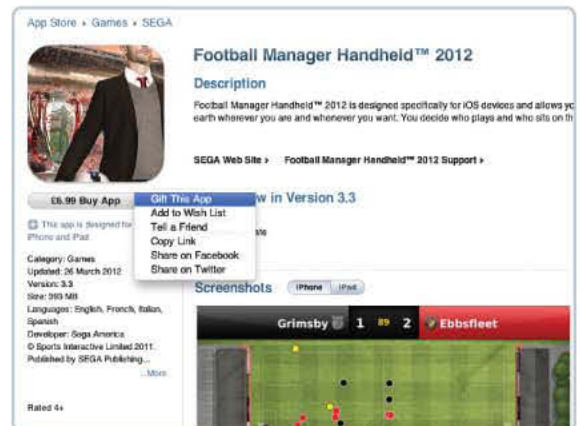 App Store ▸ Games ▸ SEGA
Football Manager Handheld™ 2012
Description
Football Manager Handheld™ 2012 is designed specifically for iOS devices and allows yo
earth wherever you are and whenever you want. You decide who plays and who sits on th
SEGA Web Site ▸ Football Manager Handheld™ 2012 Support ▸
£6.99 Buy App
Gift This App
Add to Wish List
Tell a Friend
Copy Link
Share on Facebook
Share on Twitter
w in Version 3.3
This app is designed for
iPhone and iPad
Category: Games
Updated: 26 March 2012
Version: 3.3
Size: 393 MB
Languages: English, French, Italian,
Spanish
Developer: Sega America
© Sports Interactive Limited 2011.
Published by SEGA Publishing...
...More
Rated 4+
Screenshots iPhone iPad
Grimsby 1 89 2 Ebbsfleet